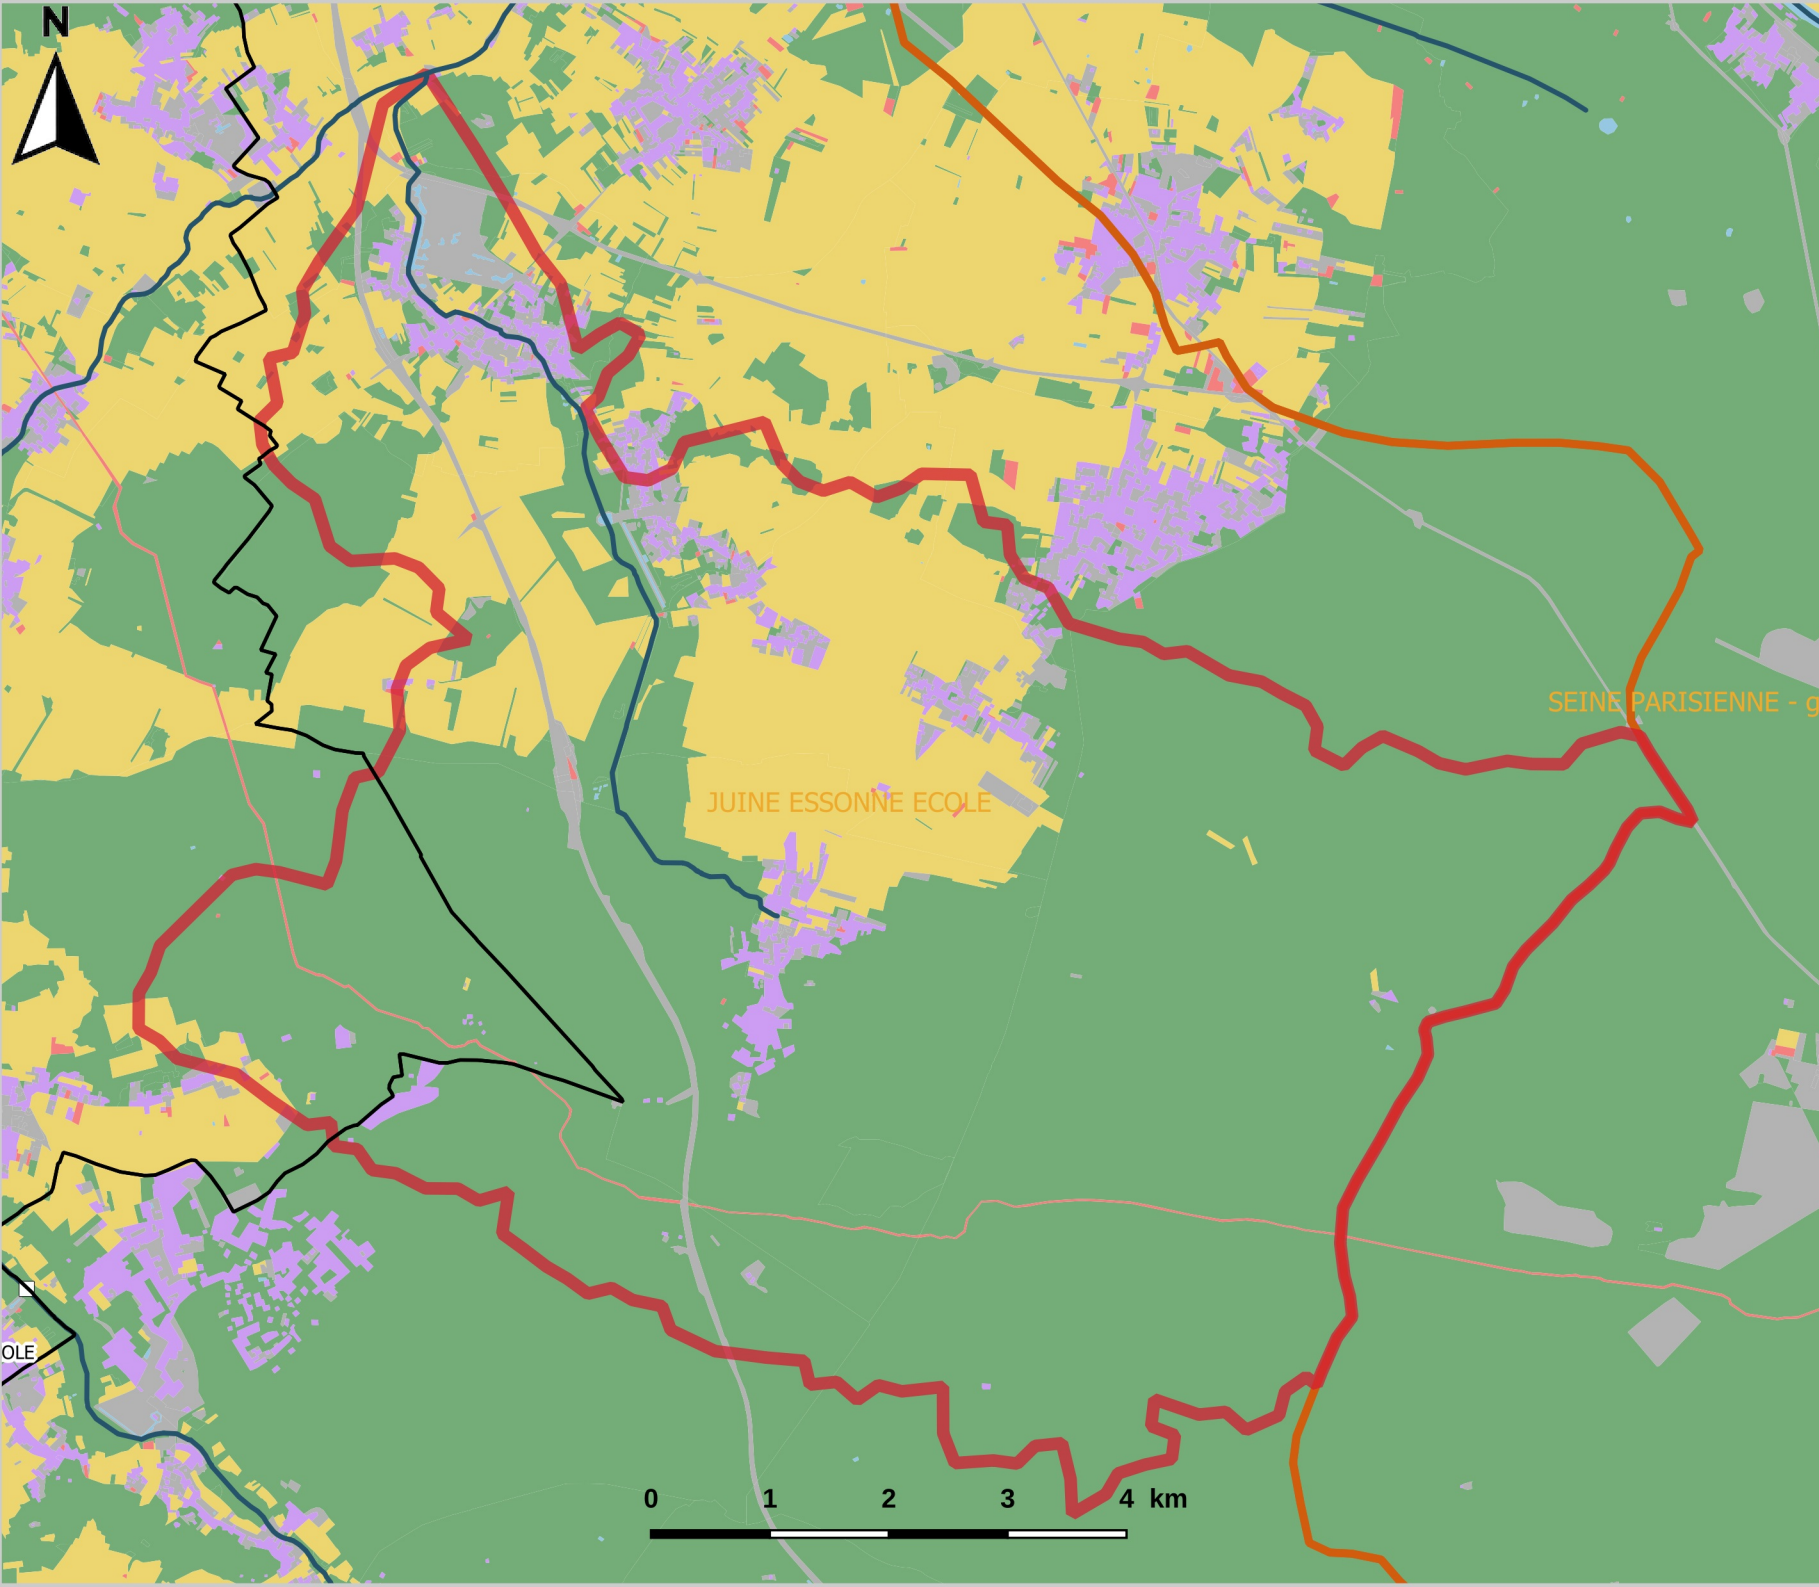 N
SEINE PARISIENNE - g
JUINE ESSONNE ECOLE
OLE
0 1 2 3 4 km